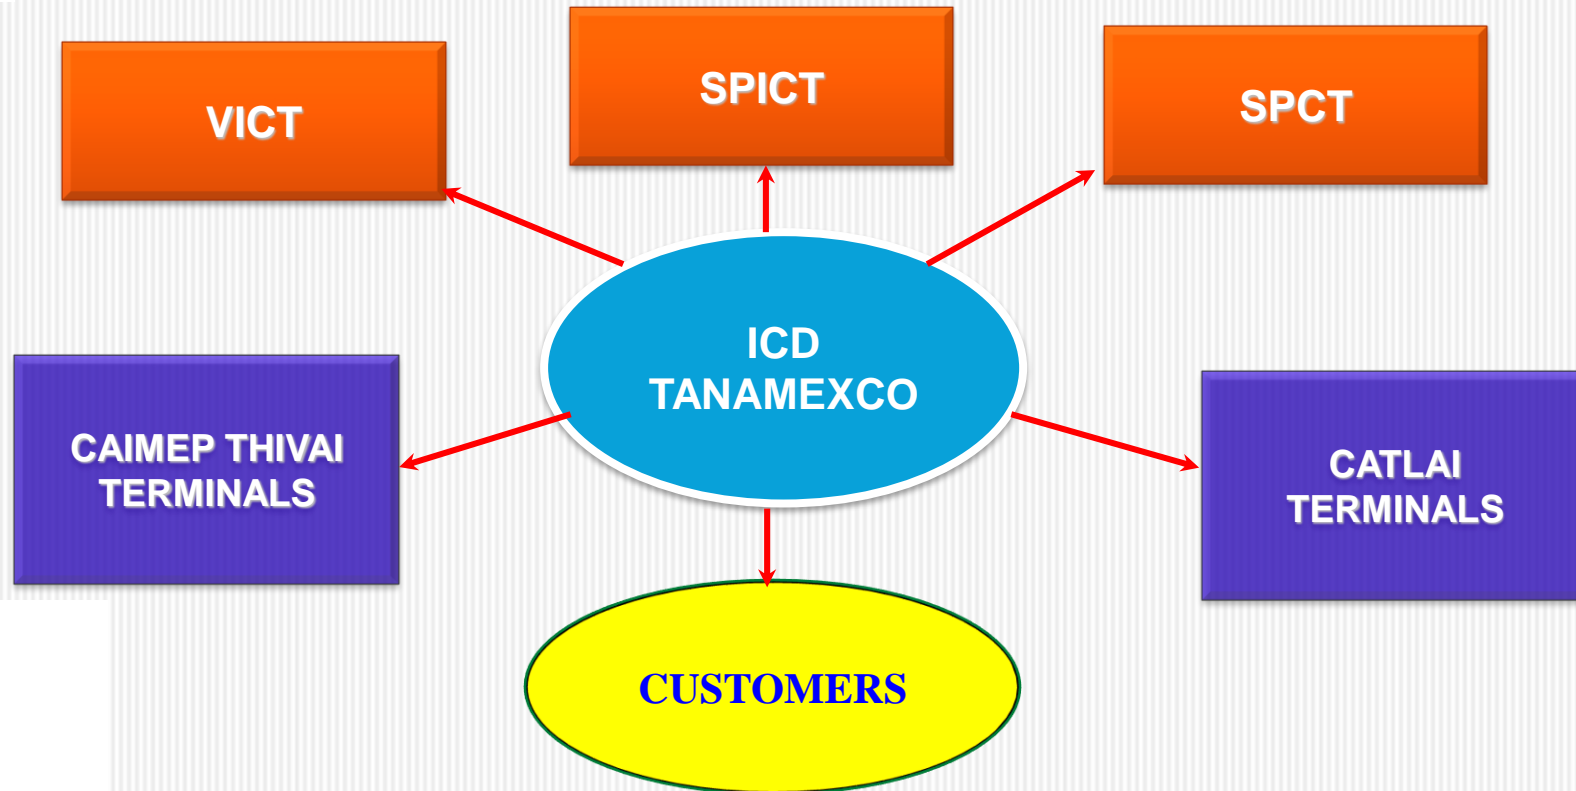 VICT
SPICT
SPCT
ICD
TANAMEXCO
CAIMEP THIVAI
TERMINALS
CATLAI
TERMINALS
CUSTOMERS